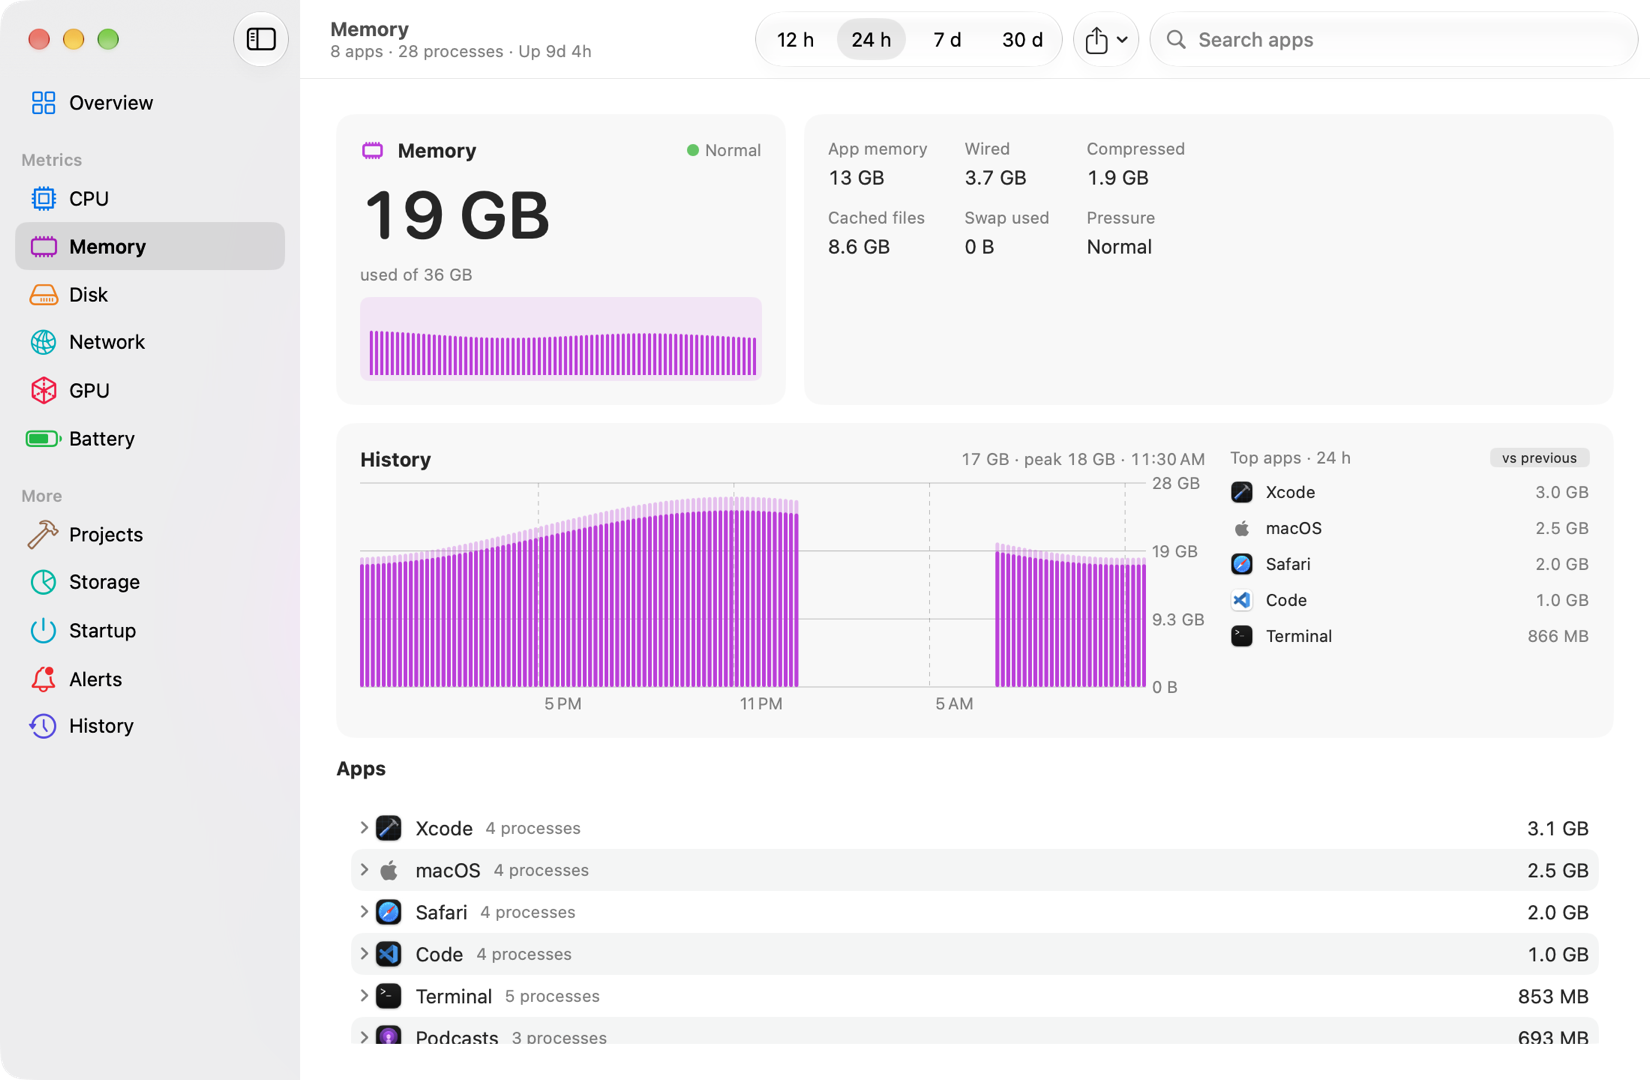 Memory
8 apps · 28 processes · Up 9d 4h
12 h
24 h
7 d
30 d
Search apps
Overview
Metrics
CPU
Memory
Disk
Network
GPU
Battery
More
Projects
Storage
Startup
Alerts
History
Memory
Normal
19 GB
used of 36 GB
App memory
13 GB
Wired
3.7 GB
Compressed
1.9 GB
Cached files
8.6 GB
Swap used
0 B
Pressure
Normal
History
17 GB · peak 18 GB · 11:30 AM
28 GB
19 GB
9.3 GB
0 B
5 PM
11 PM
5 AM
Top apps · 24 h
vs previous
Xcode 3.0 GB
macOS 2.5 GB
Safari 2.0 GB
Code 1.0 GB
Terminal 866 MB
Apps
Xcode 4 processes 3.1 GB
macOS 4 processes 2.5 GB
Safari 4 processes 2.0 GB
Code 4 processes 1.0 GB
Terminal 5 processes 853 MB
Podcasts 3 processes 693 MB